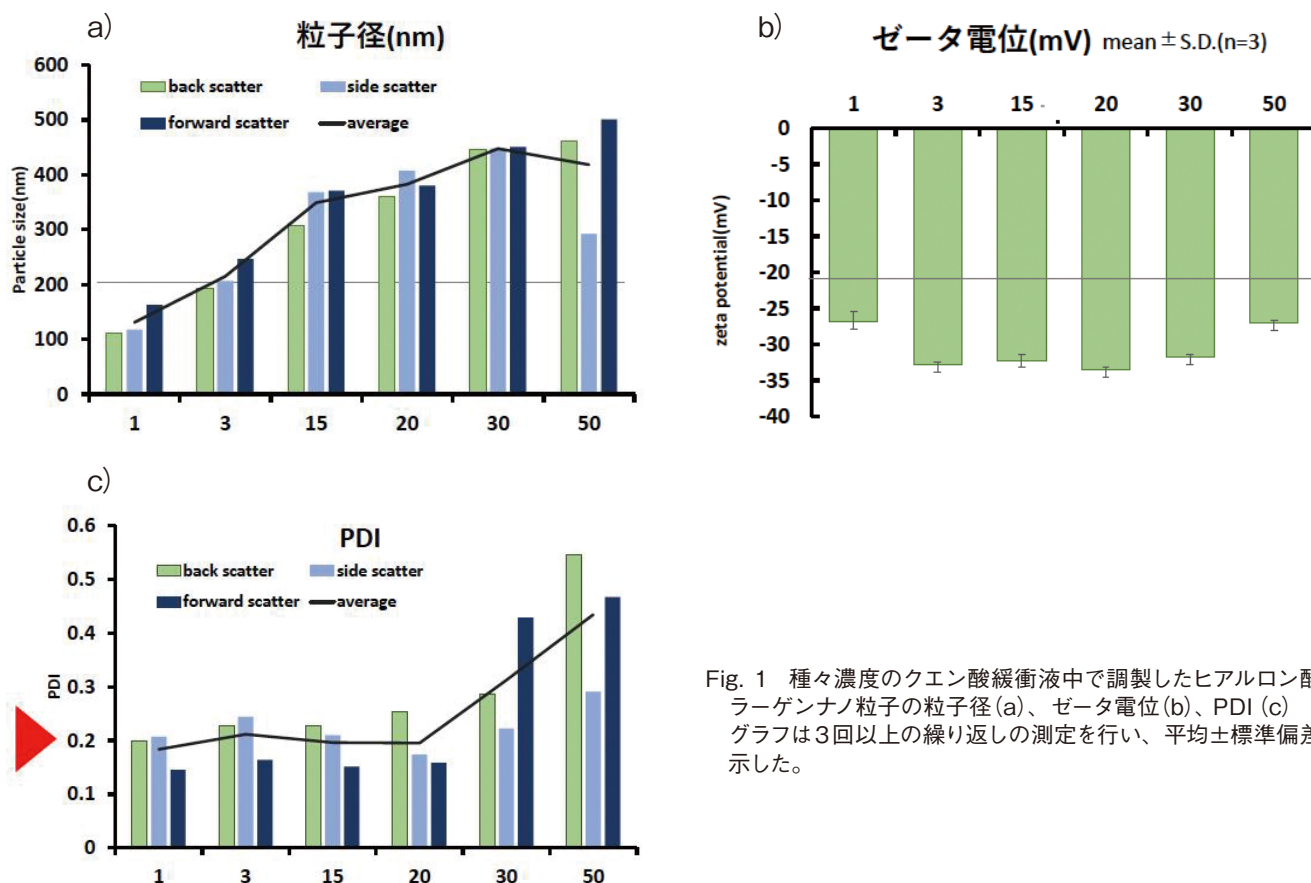 a)
粒子径(nm)
600
500
400
300
200
100
0
Particle size(nm)
back scatter
side scatter
forward scatter
average
1 3 15 20 30 50
b)
ゼータ電位(mV) mean±S.D.(n=3)
1 3 15 20 30 50
0
-5
-10
-15
-20
-25
-30
-35
-40
zeta potential(mV)
c)
PDI
0.6
0.5
0.4
0.3
0.2
0.1
0
PDI
back scatter
side scatter
forward scatter
average
1 3 15 20 30 50
Fig. 1 種々濃度のクエン酸緩衝液中で調製したヒアルロン酸
ラーゲンナノ粒子の粒子径(a)、ゼータ電位(b)、PDI (c)
グラフは3回以上の繰り返しの測定を行い、平均±標準偏差
示した。